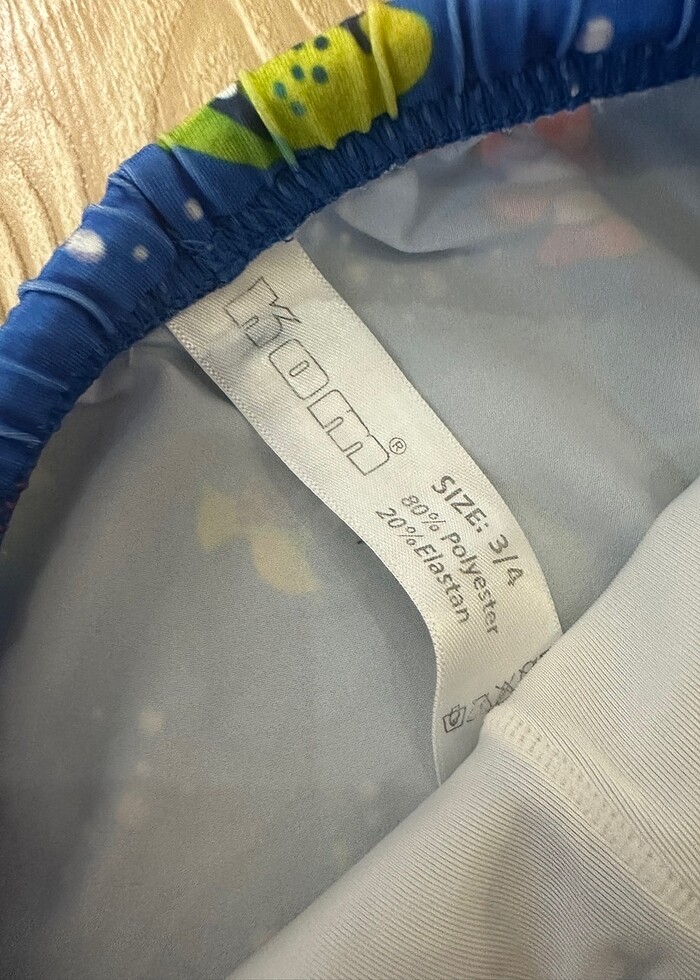 Kom®
SIZE: 3/4
80% Polyester
20%Elastan